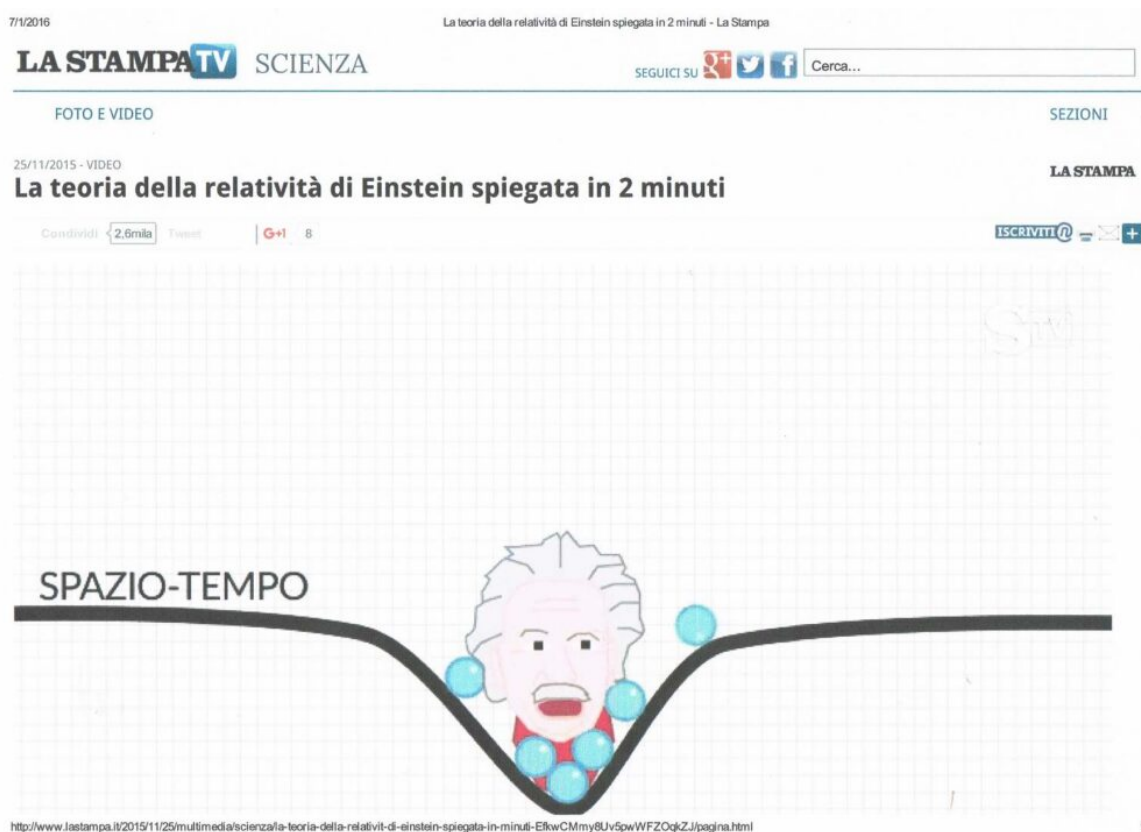 7/1/2016 La teoria della relatività di Einstein spiegata in 2 minuti - La Stampa
LA STAMPA TV SCIENZA SEGUICI SU g+ f Cerca...
FOTO E VIDEO SEZIONI
25/11/2015 - VIDEO
La teoria della relatività di Einstein spiegata in 2 minuti LA STAMPA
Condividi 2,6mila Tweet G+1 8 ISCRIVITI n +
SPAZIO-TEMPO
http://www.lastampa.it/2015/11/25/multimedia/scienza/la-teoria-della-relativit-di-einstein-spiegata-in-minuti-EfkwCMmy8Uv5pwWFZOqkZJ/pagina.html